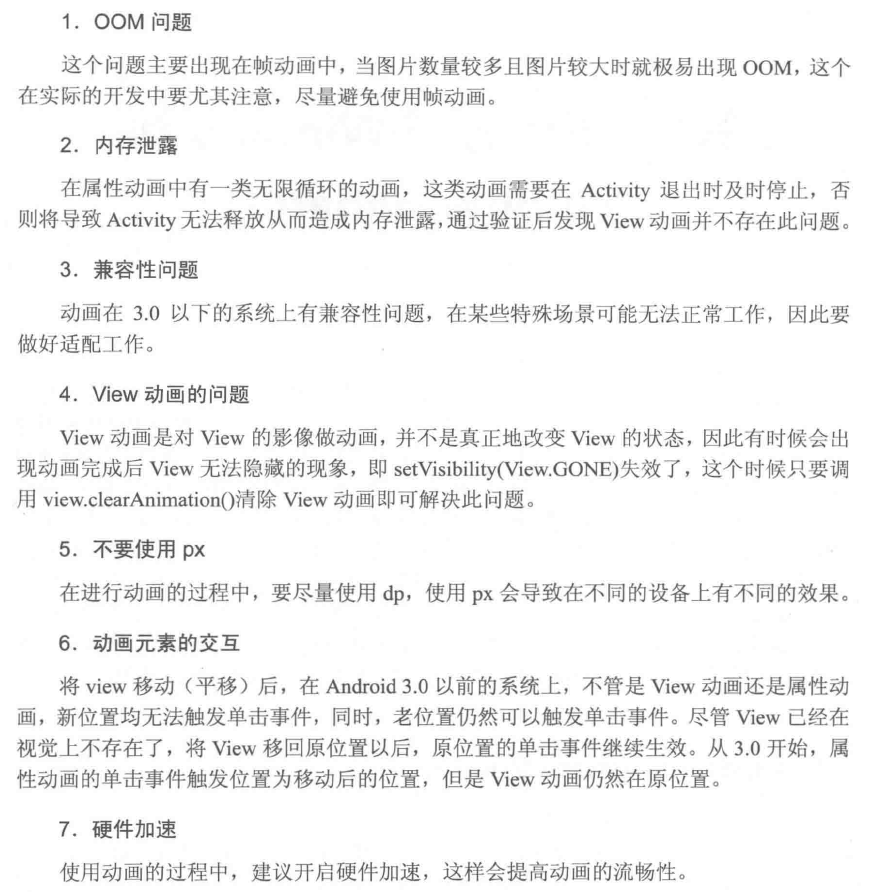 1．OOM 问题
这个问题主要出现在帧动画中，当图片数量较多且图片较大时就极易出现 OOM，这个
在实际的开发中要尤其注意，尽量避免使用帧动画。
2．内存泄露
在属性动画中有一类无限循环的动画，这类动画需要在 Activity 退出时及时停止，否
则将导致 Activity 无法释放从而造成内存泄露，通过验证后发现 View 动画并不存在此问题。
3．兼容性问题
动画在 3.0 以下的系统上有兼容性问题，在某些特殊场景可能无法正常工作，因此要
做好适配工作。
4．View 动画的问题
View 动画是对 View 的影像做动画，并不是真正地改变 View 的状态，因此有时候会出
现动画完成后 View 无法隐藏的现象，即 setVisibility(View.GONE)失效了，这个时候只要调
用 view.clearAnimation()清除 View 动画即可解决此问题。
5．不要使用 px
在进行动画的过程中，要尽量使用 dp，使用 px 会导致在不同的设备上有不同的效果。
6．动画元素的交互
将 view 移动（平移）后，在 Android 3.0 以前的系统上，不管是 View 动画还是属性动
画，新位置均无法触发单击事件，同时，老位置仍然可以触发单击事件。尽管 View 已经在
视觉上不存在了，将 View 移回原位置以后，原位置的单击事件继续生效。从 3.0 开始，属
性动画的单击事件触发位置为移动后的位置，但是 View 动画仍然在原位置。
7．硬件加速
使用动画的过程中，建议开启硬件加速，这样会提高动画的流畅性。